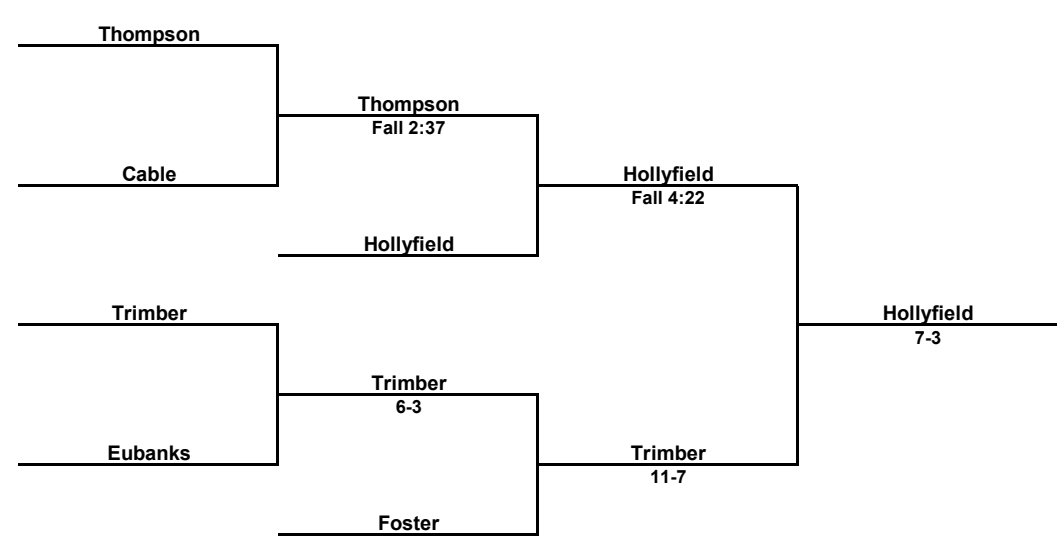 Thompson
Thompson
Fall 2:37
Cable
Hollyfield
Fall 4:22
Hollyfield
Trimber
Hollyfield
7-3
Trimber
6-3
Eubanks
Trimber
11-7
Foster